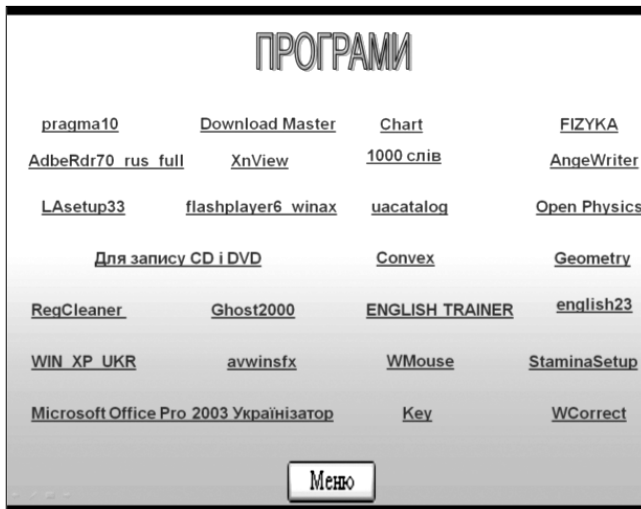 ПРОГРАМИ
pragma10 Download Master Chart FIZYKA
AdbeRdr70_rus_full XnView 1000 слів AngeWriter
LAsetup33 flashplayer6_winax uacatalog Open Physics
Для запису CD і DVD Convex Geometry
RegCleaner Ghost2000 ENGLISH TRAINER english23
WIN_XP_UKR avwinsfx WMouse StaminaSetup
Microsoft Office Pro 2003 Українізатор Key WCorrect
Меню